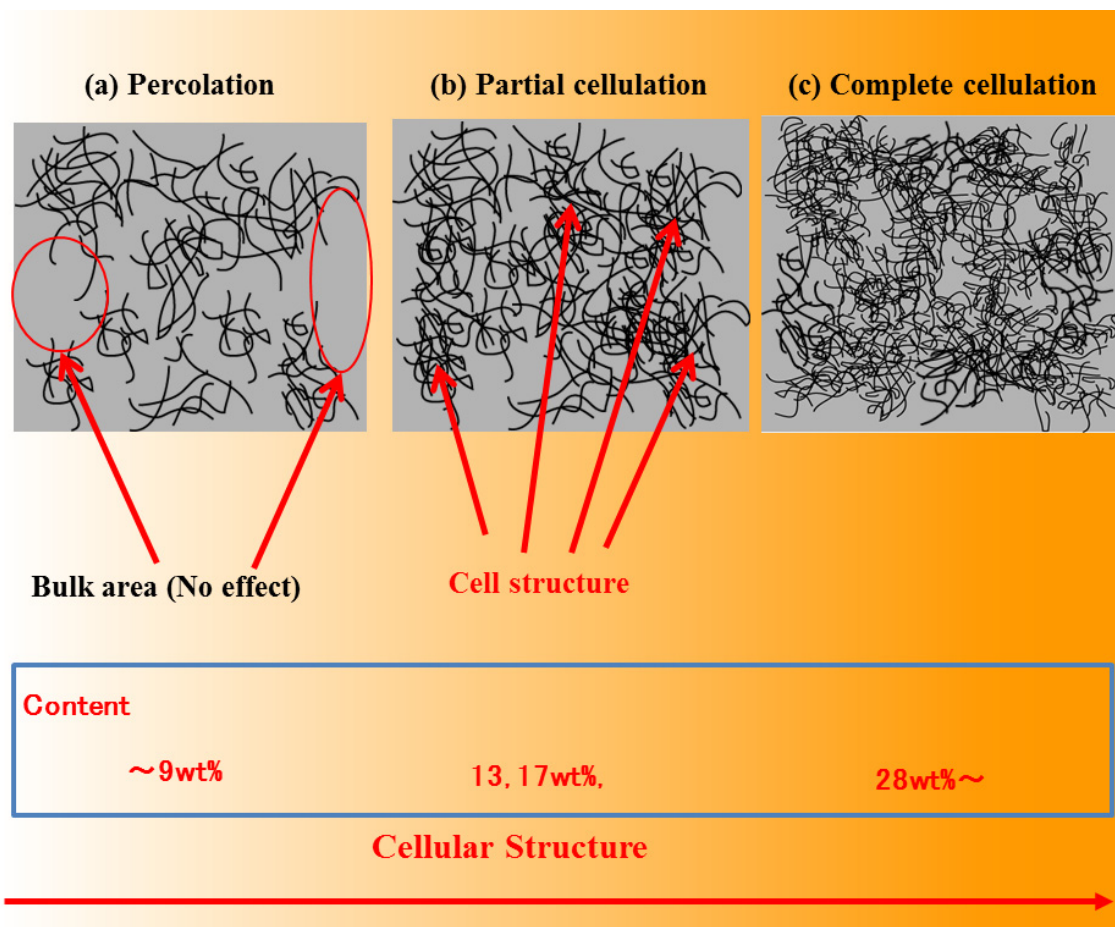 (a) Percolation
(b) Partial cellulation
(c) Complete cellulation
Bulk area (No effect)
Cell structure
Content
～9wt%
13,17wt%,
28wt%～
Cellular Structure